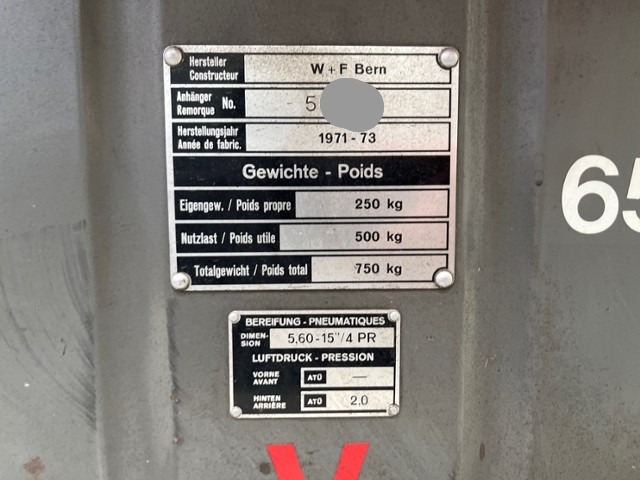 Hersteller
Constructeur
W + F Bern
Anhänger
Remorque No.
5
Herstellungsjahr
Année de fabric.
1971 - 73
Gewichte - Poids
Eigengew. / Poids propre 250 kg
Nutzlast / Poids utile 500 kg
Totalgewicht / Poids total 750 kg
65
BEREIFUNG - PNEUMATIQUES
DIMEN-
SION
5,60-15"/4 PR
LUFTDRUCK - PRESSION
VORNE
AVANT
ATÜ —
HINTEN
ARRIÈRE
ATÜ 2.0